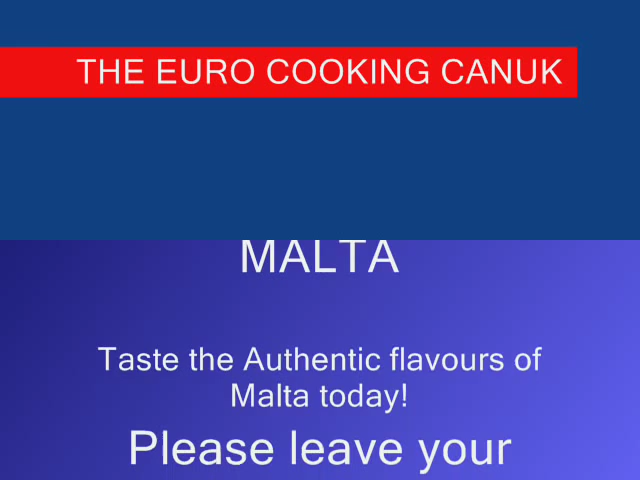 THE EURO COOKING CANUK
MALTA
Taste the Authentic flavours of
Malta today!
Please leave your